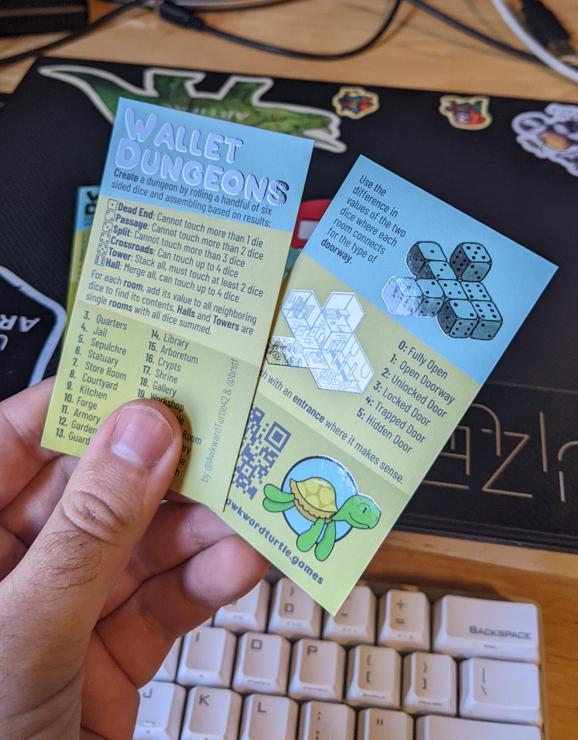 WALLET
DUNGEONS
Create a dungeon by rolling a handful of six
sided dice and assembling based on results:
Dead End: Cannot touch more than 1 die
Passage: Cannot touch more than 2 dice
Split: Cannot touch more than 3 dice
Crossroads: Can touch up to 4 dice
Tower: Stack all, must touch at least 2 dice
Hall: Merge all, can touch up to 4 dice
For each room, add its value to all neighboring
dice to find its contents. Halls and Towers are
single rooms with all dice summed.
3. Quarters
4. Jail
5. Sepulchre
6. Statuary
7. Store Room
8. Courtyard
9. Kitchen
10. Forge
11. Armory
12. Garden
13. Guard
14. Library
15. Arboretum
16. Crypts
17. Shrine
18. Gallery
19. Workshop
Room
by @AwkwardTurtle42 & @brstf
Use the
difference in
values of the two
dice where each
room connects
for the type of
doorway.
0: Fully Open
1: Open Doorway
2: Unlocked Door
3: Locked Door
4: Trapped Door
5: Hidden Door
with an entrance where it makes sense.
awkwardturtle.games
BACKSPACE
I
O
P
{
[
}
]
|
\
+
=
J
K
L
:
"